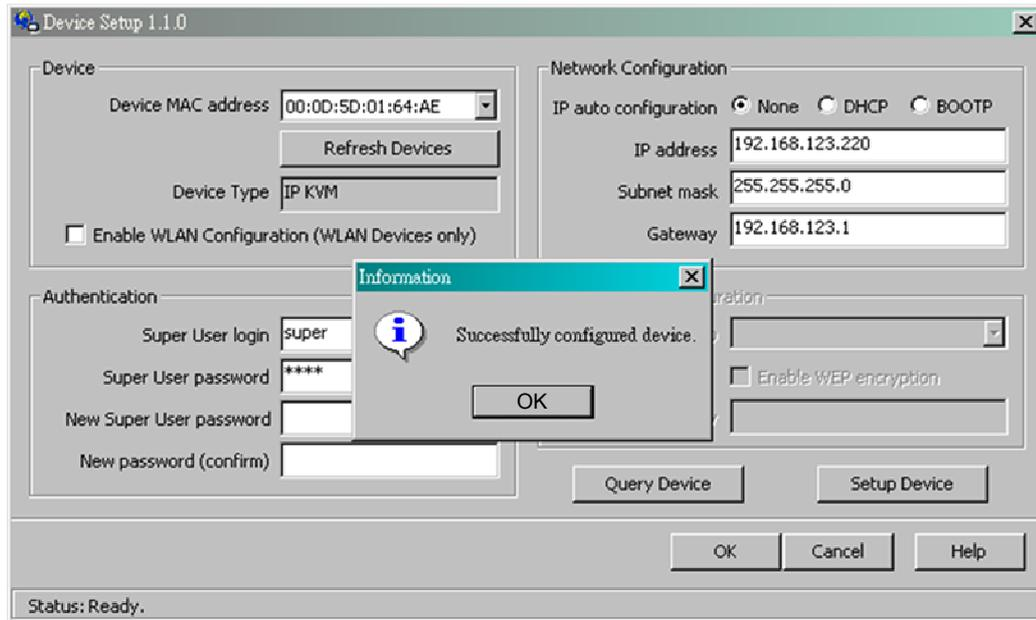 Device Setup 1.1.0
Device
Device MAC address 00:0D:5D:01:64:AE
Refresh Devices
Device Type IP KVM
Enable WLAN Configuration (WLAN Devices only)
Network Configuration
IP auto configuration None DHCP BOOTP
IP address 192.168.123.220
Subnet mask 255.255.255.0
Gateway 192.168.123.1
Authentication
Super User login super
Super User password ****
New Super User password
New password (confirm)
Information
Successfully configured device.
OK
Enable WEP encryption
Query Device Setup Device
OK Cancel Help
Status: Ready.